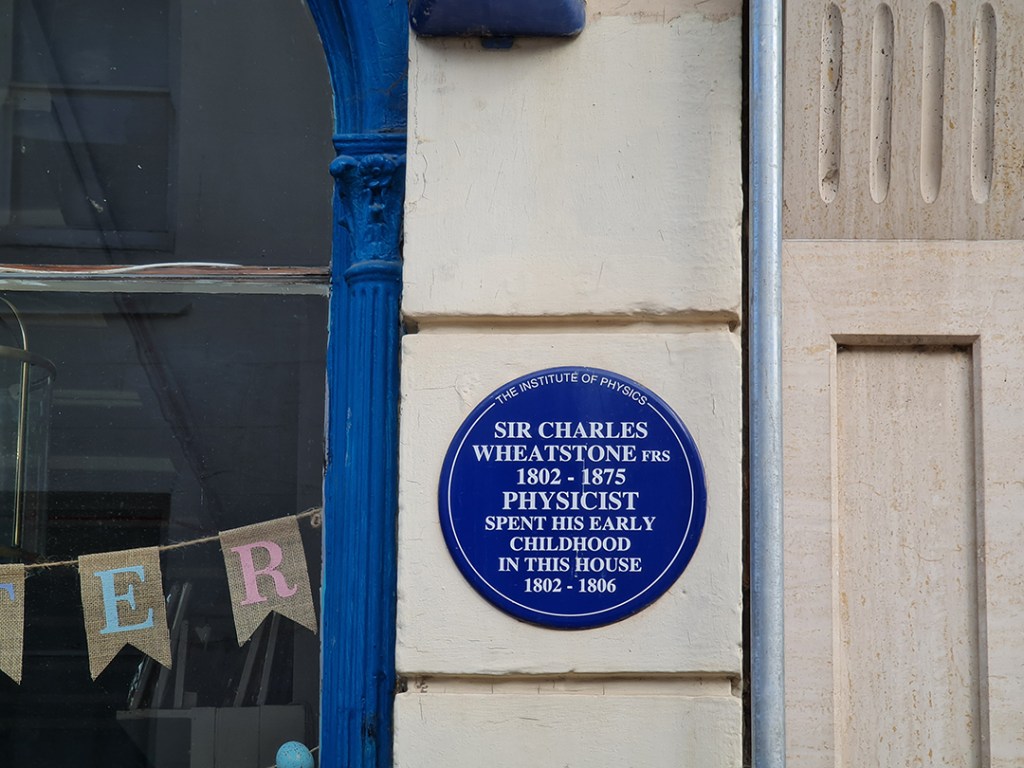 THE INSTITUTE OF PHYSICS
SIR CHARLES
WHEATSTONE FRS
1802 - 1875
PHYSICIST
SPENT HIS EARLY
CHILDHOOD
IN THIS HOUSE
1802 - 1806
T E R